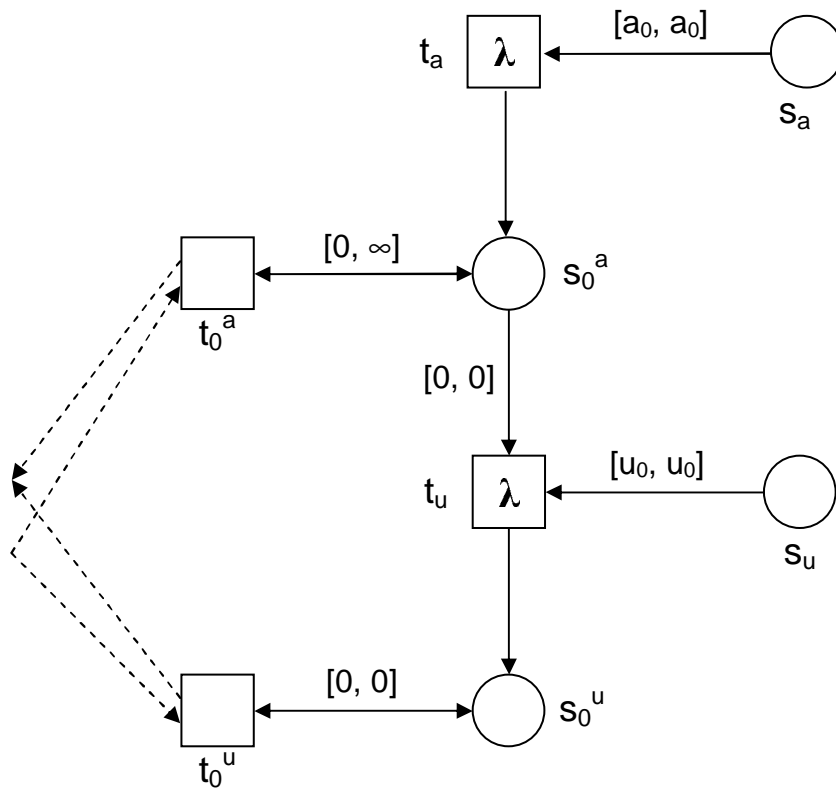 [a₀, a₀]
tₐ λ
sₐ
[0, ∞]
s₀ᵃ
t₀ᵃ
[0, 0]
[u₀, u₀]
tᵤ λ
sᵤ
[0, 0]
s₀ᵘ
t₀ᵘ